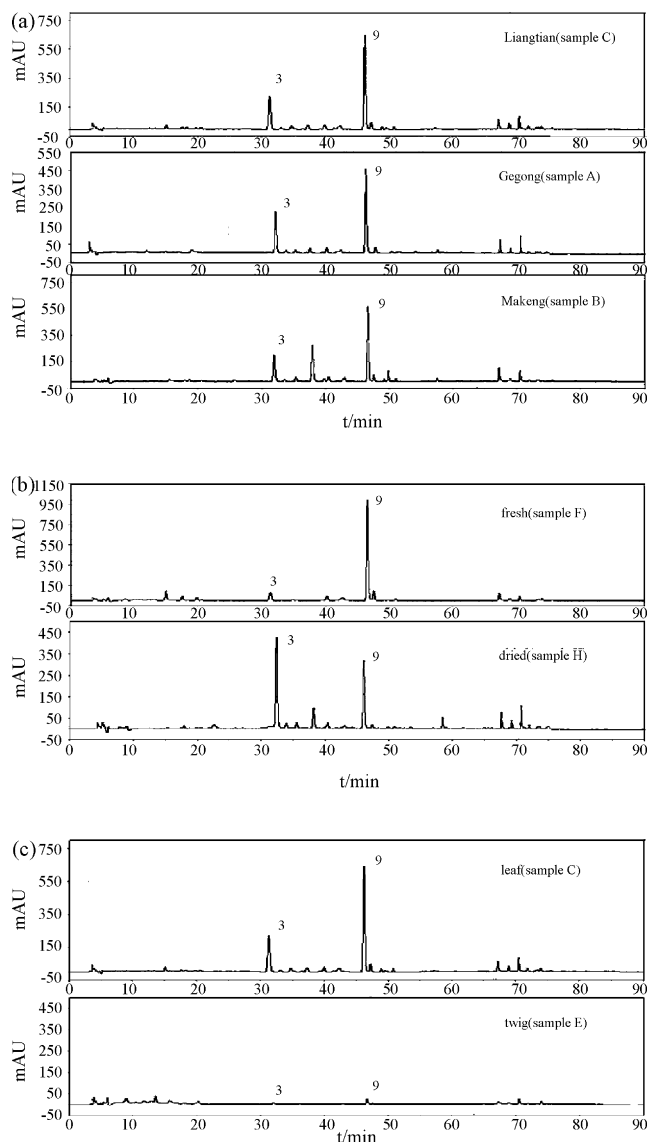 (a)
750
550
350
150
-50
mAU
3
9
Liangtian(sample C)
0 10 20 30 40 50 60 70 80 90
550
450
350
250
150
50
-50
mAU
3
9
Gegong(sample A)
0 10 20 30 40 50 60 70 80 90
750
550
350
150
-50
mAU
3
9
Makeng(sample B)
0 10 20 30 40 50 60 70 80 90
t/min
(b)
1150
950
750
550
350
150
-50
mAU
3
9
fresh(sample F)
0 10 20 30 40 50 60 70 80 90
450
350
250
150
50
-50
mAU
3
9
dried(sample H)
0 10 20 30 40 50 60 70 80 90
t/min
(c)
750
550
350
150
-50
mAU
3
9
leaf(sample C)
0 10 20 30 40 50 60 70 80 90
450
350
250
150
50
-50
mAU
3
9
twig(sample E)
0 10 20 30 40 50 60 70 80 90
t/min